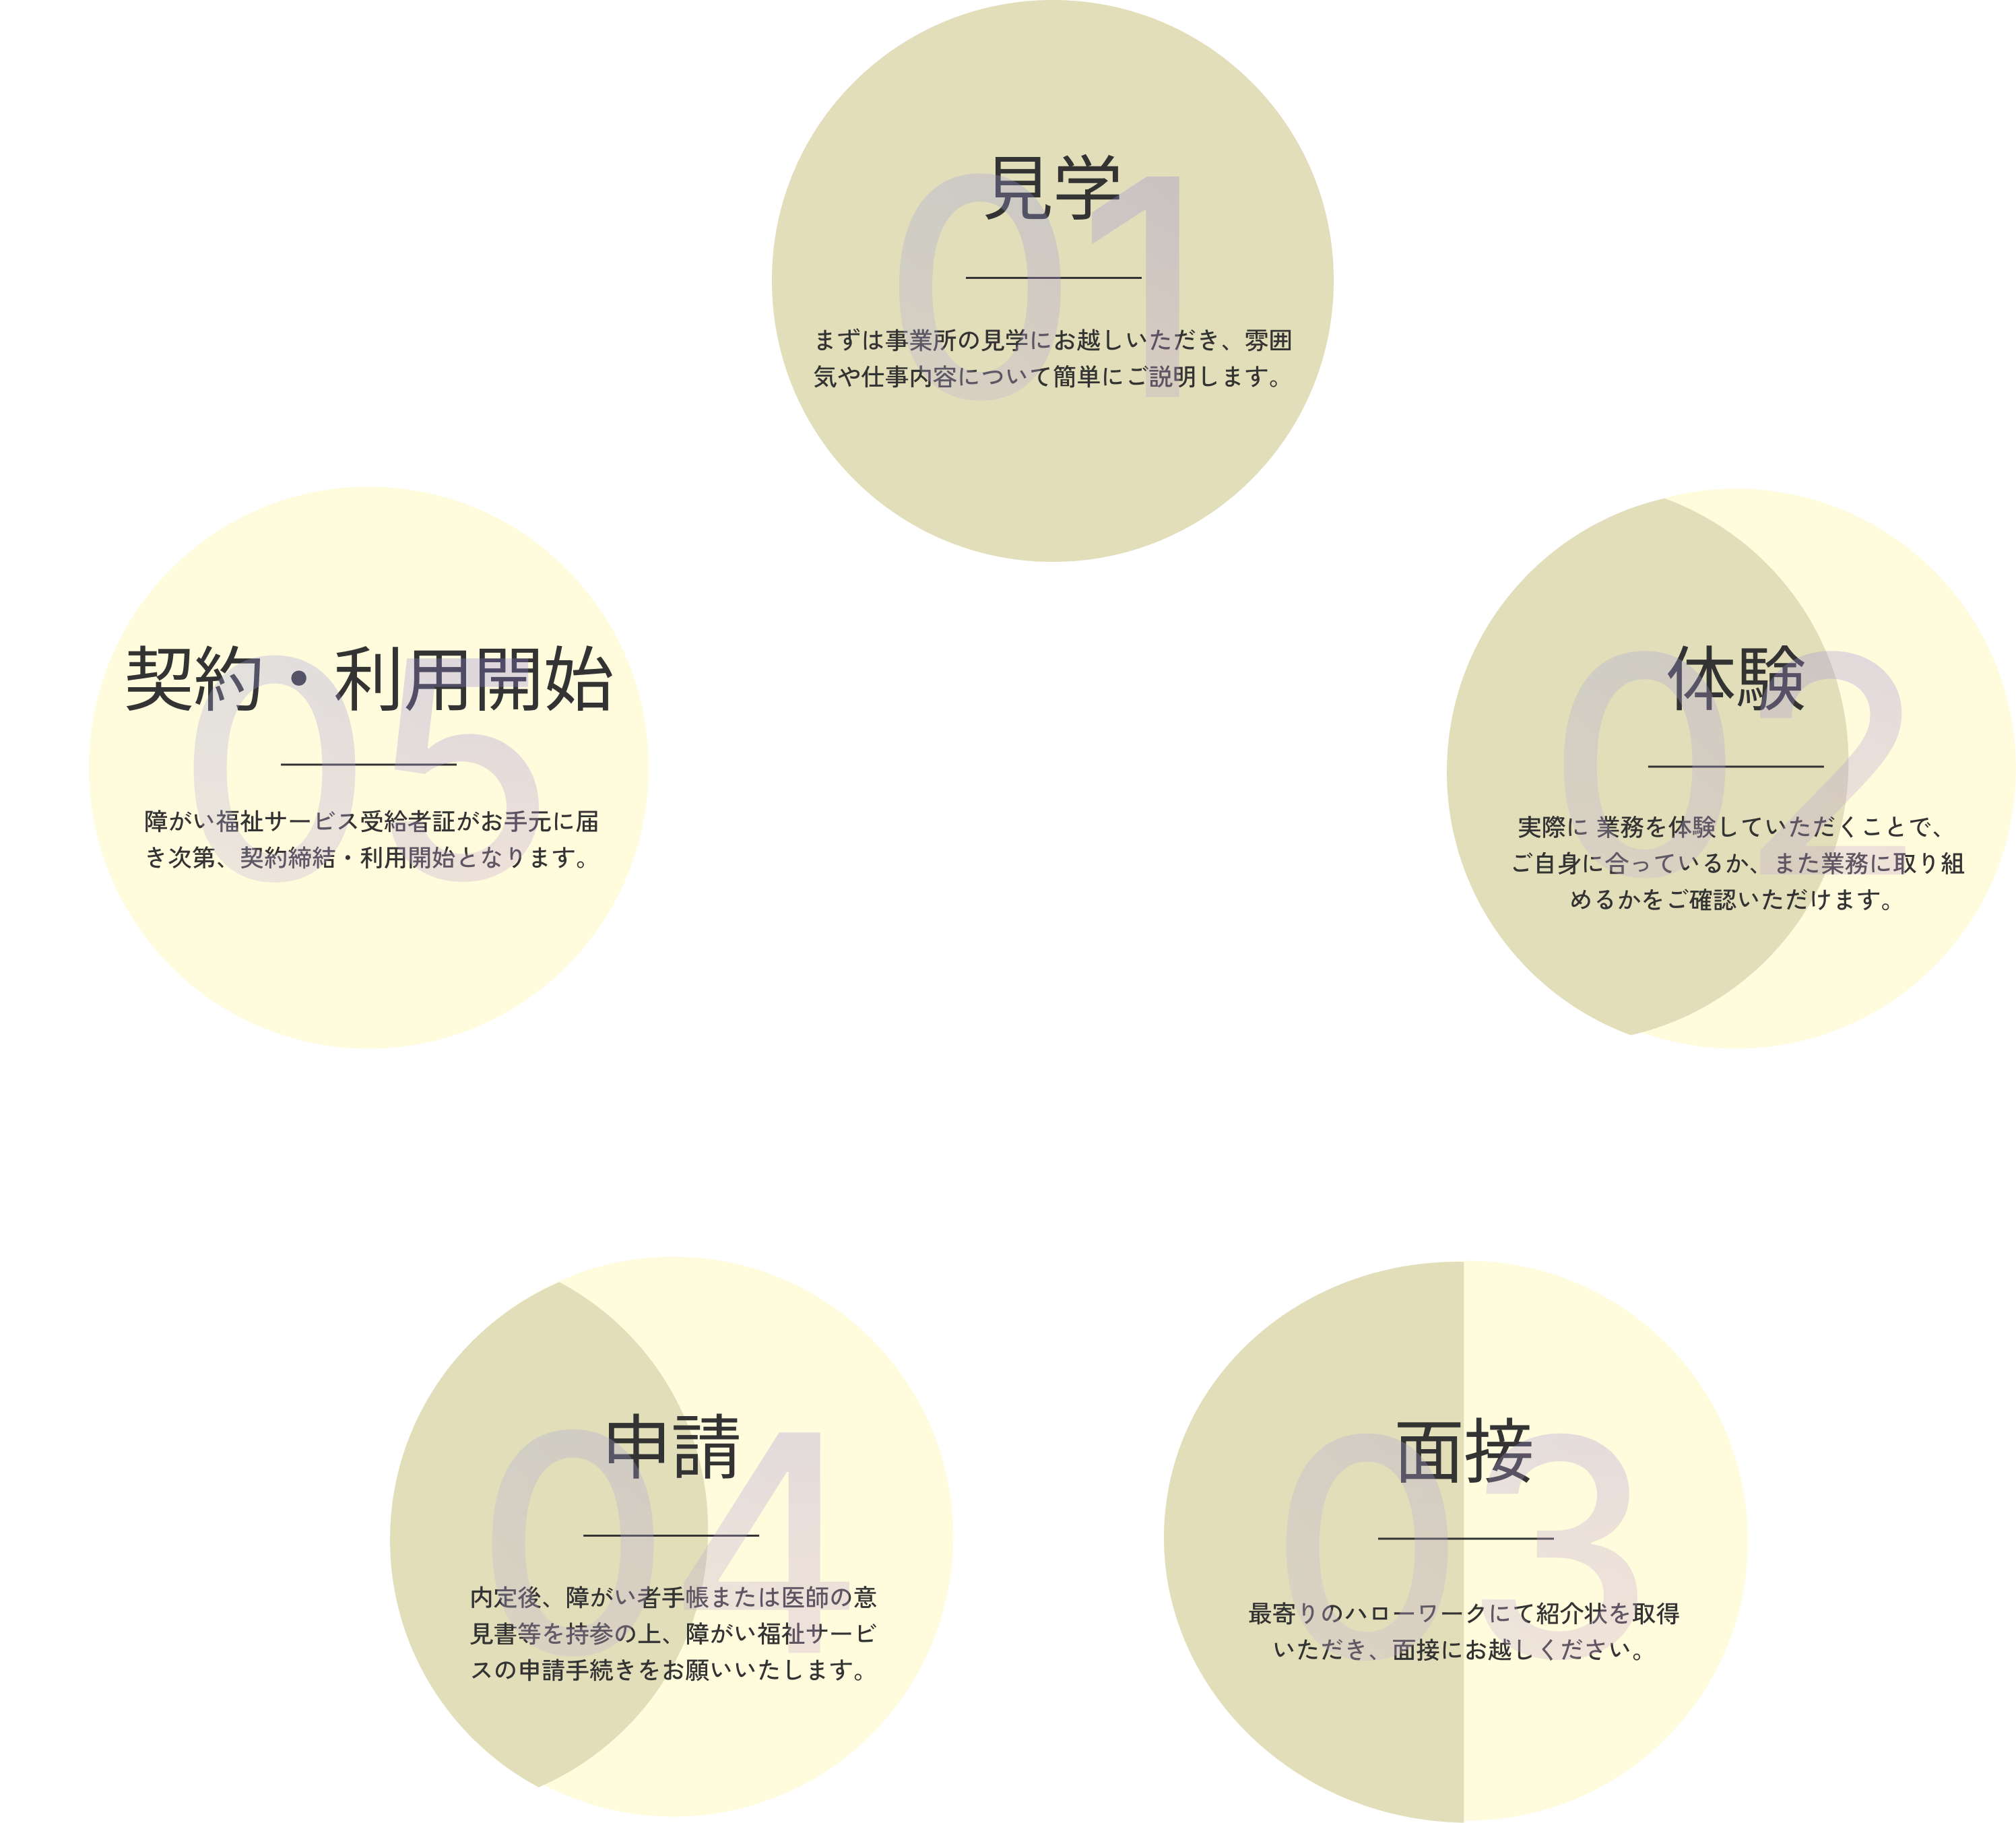 01
見学
まずは事業所の見学にお越しいただき、雰囲
気や仕事内容について簡単にご説明します。
02
体験
実際に 業務を体験していただくことで、
ご自身に合っているか、また業務に取り組
めるかをご確認いただけます。
03
面接
最寄りのハローワークにて紹介状を取得
いただき、面接にお越しください。
04
申請
内定後、障がい者手帳または医師の意
見書等を持参の上、障がい福祉サービ
スの申請手続きをお願いいたします。
05
契約・利用開始
障がい福祉サービス受給者証がお手元に届
き次第、契約締結・利用開始となります。